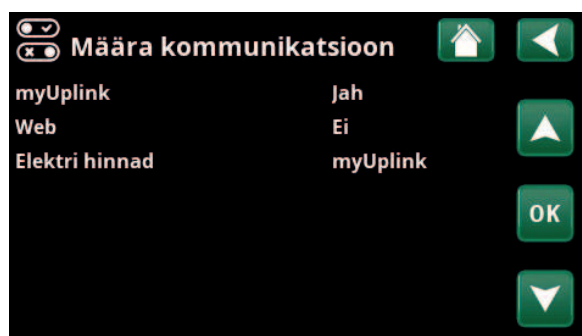 Määra kommunikatsioon
myUplink Jah
Web Ei
Elektri hinnad myUplink
OK